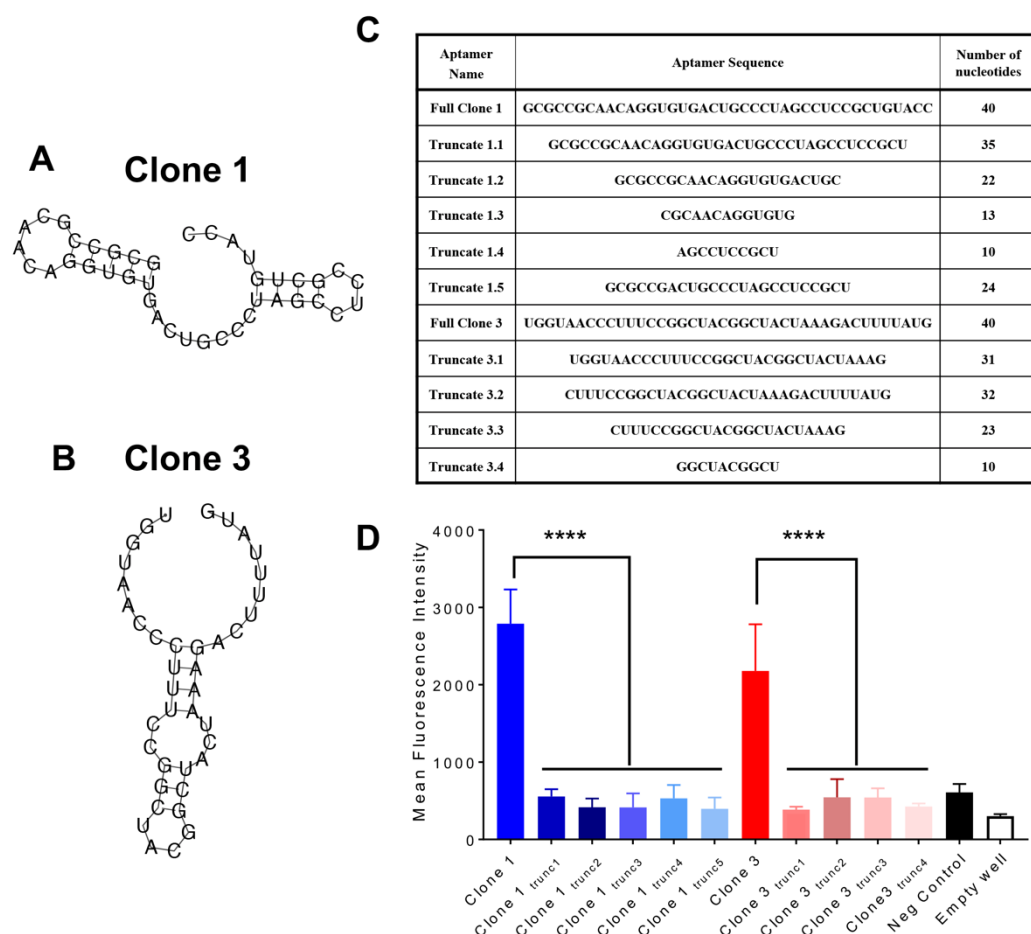 A
Clone 1
GCGCCGCAACAGGUGUGACUGCCCUAGCCUCCGCUGUACC
B
Clone 3
UGGUAACCCUUUCCGGCUACGGCUACUAAAGACUUUUAUG
C
Aptamer Name Aptamer Sequence Number of nucleotides
Full Clone 1 GCGCCGCAACAGGUGUGACUGCCCUAGCCUCCGCUGUACC 40
Truncate 1.1 GCGCCGCAACAGGUGUGACUGCCCUAGCCUCCGCU 35
Truncate 1.2 GCGCCGCAACAGGUGUGACUGC 22
Truncate 1.3 CGCAACAGGUGUG 13
Truncate 1.4 AGCCUCCGCU 10
Truncate 1.5 GCGCCGACUGCCCUAGCCUCCGCU 24
Full Clone 3 UGGUAACCCUUUCCGGCUACGGCUACUAAAGACUUUUAUG 40
Truncate 3.1 UGGUAACCCUUUCCGGCUACGGCUACUAAAG 31
Truncate 3.2 CUUUCCGGCUACGGCUACUAAAGACUUUUAUG 32
Truncate 3.3 CUUUCCGGCUACGGCUACUAAAG 23
Truncate 3.4 GGCUACGGCU 10
D
Mean Fluorescence Intensity
4000
3000
2000
1000
0
**** ****
Clone 1
Clone 1 trunc1
Clone 1 trunc2
Clone 1 trunc3
Clone 1 trunc4
Clone 1 trunc5
Clone 3
Clone 3 trunc1
Clone 3 trunc2
Clone 3 trunc3
Clone3 trunc4
Neg Control
Empty well